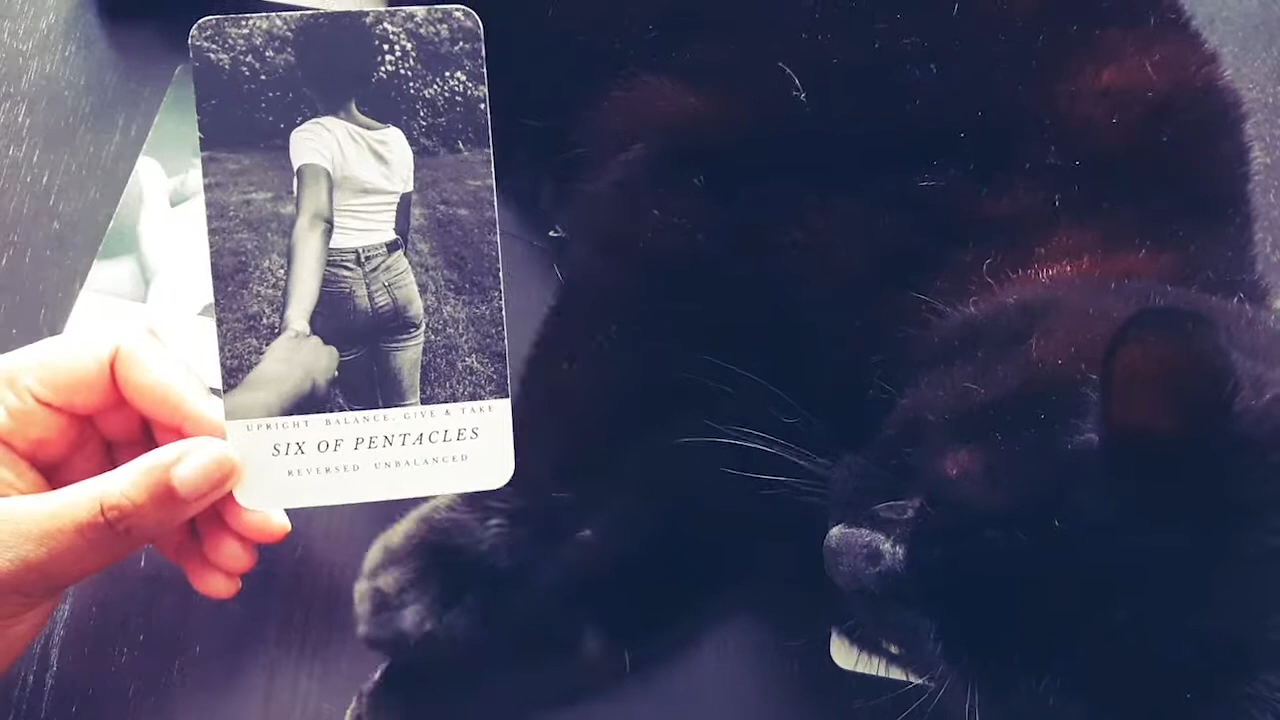 UPRIGHT BALANCE, GIVE & TAKE
SIX OF PENTACLES
REVERSED UNBALANCED